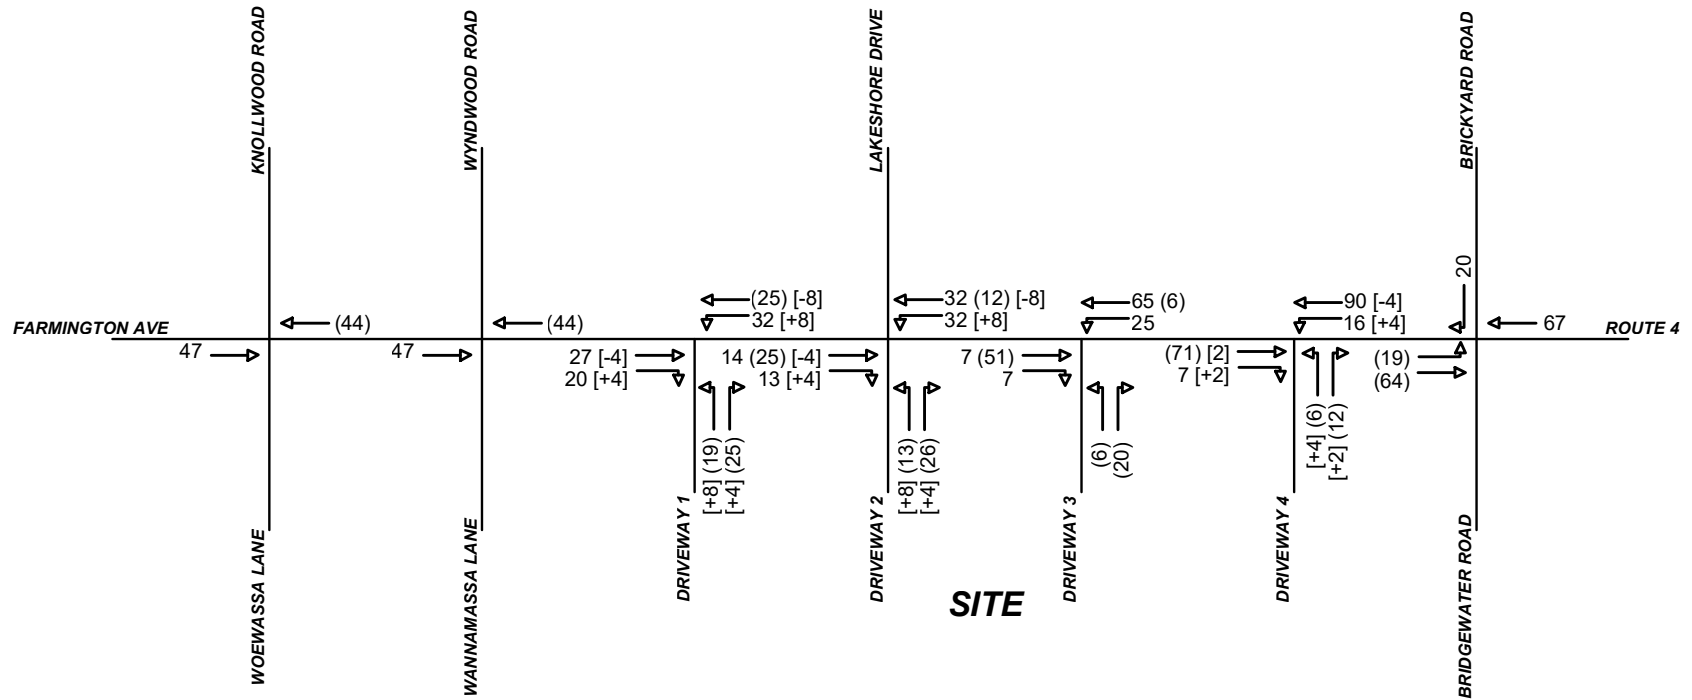 KNOLLWOOD ROAD
WYNDWOOD ROAD
LAKESHORE DRIVE
BRICKYARD ROAD
FARMINGTON AVE
ROUTE 4
(44)
(44)
(25) [-8]
32 [+8]
32 (12) [-8]
32 [+8]
65 (6)
25
90 [-4]
16 [+4]
20
67
47
47
27 [-4]
20 [+4]
14 (25) [-4]
13 [+4]
7 (51)
7
(71) [2]
7 [+2]
(19)
(64)
[+8] (19)
[+4] (25)
[+8] (13)
[+4] (26)
(6)
(20)
[+4] (6)
[+2] (12)
WOEWASSA LANE
WANNAMASSA LANE
DRIVEWAY 1
DRIVEWAY 2
DRIVEWAY 3
DRIVEWAY 4
BRIDGEWATER ROAD
SITE